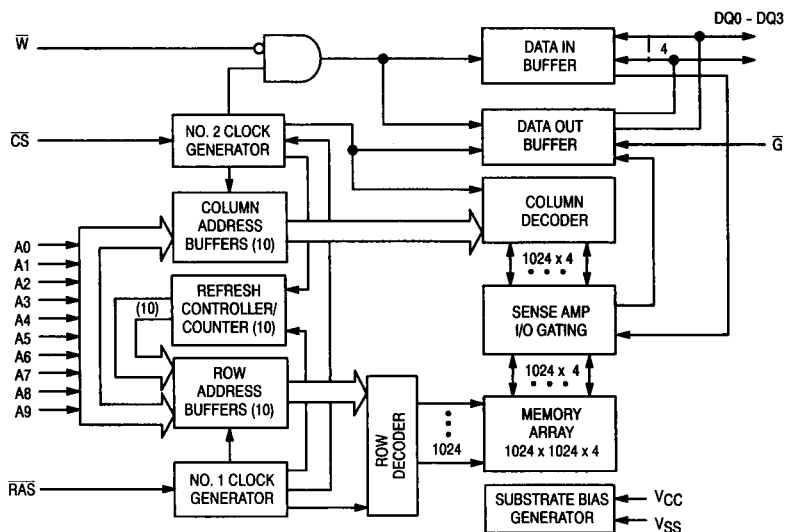 W̅
DQ0 - DQ3
DATA IN
BUFFER
4
C̅S̅
NO. 2 CLOCK
GENERATOR
DATA OUT
BUFFER
G̅
COLUMN
ADDRESS
BUFFERS (10)
COLUMN
DECODER
A0
A1
A2
A3
A4
A5
A6
A7
A8
A9
1024 x 4
(10)
REFRESH
CONTROLLER/
COUNTER (10)
SENSE AMP
I/O GATING
1024 x 4
ROW
ADDRESS
BUFFERS (10)
ROW
DECODER
1024
MEMORY
ARRAY
1024 x 1024 x 4
R̅A̅S̅
NO. 1 CLOCK
GENERATOR
SUBSTRATE BIAS
GENERATOR
VCC
VSS